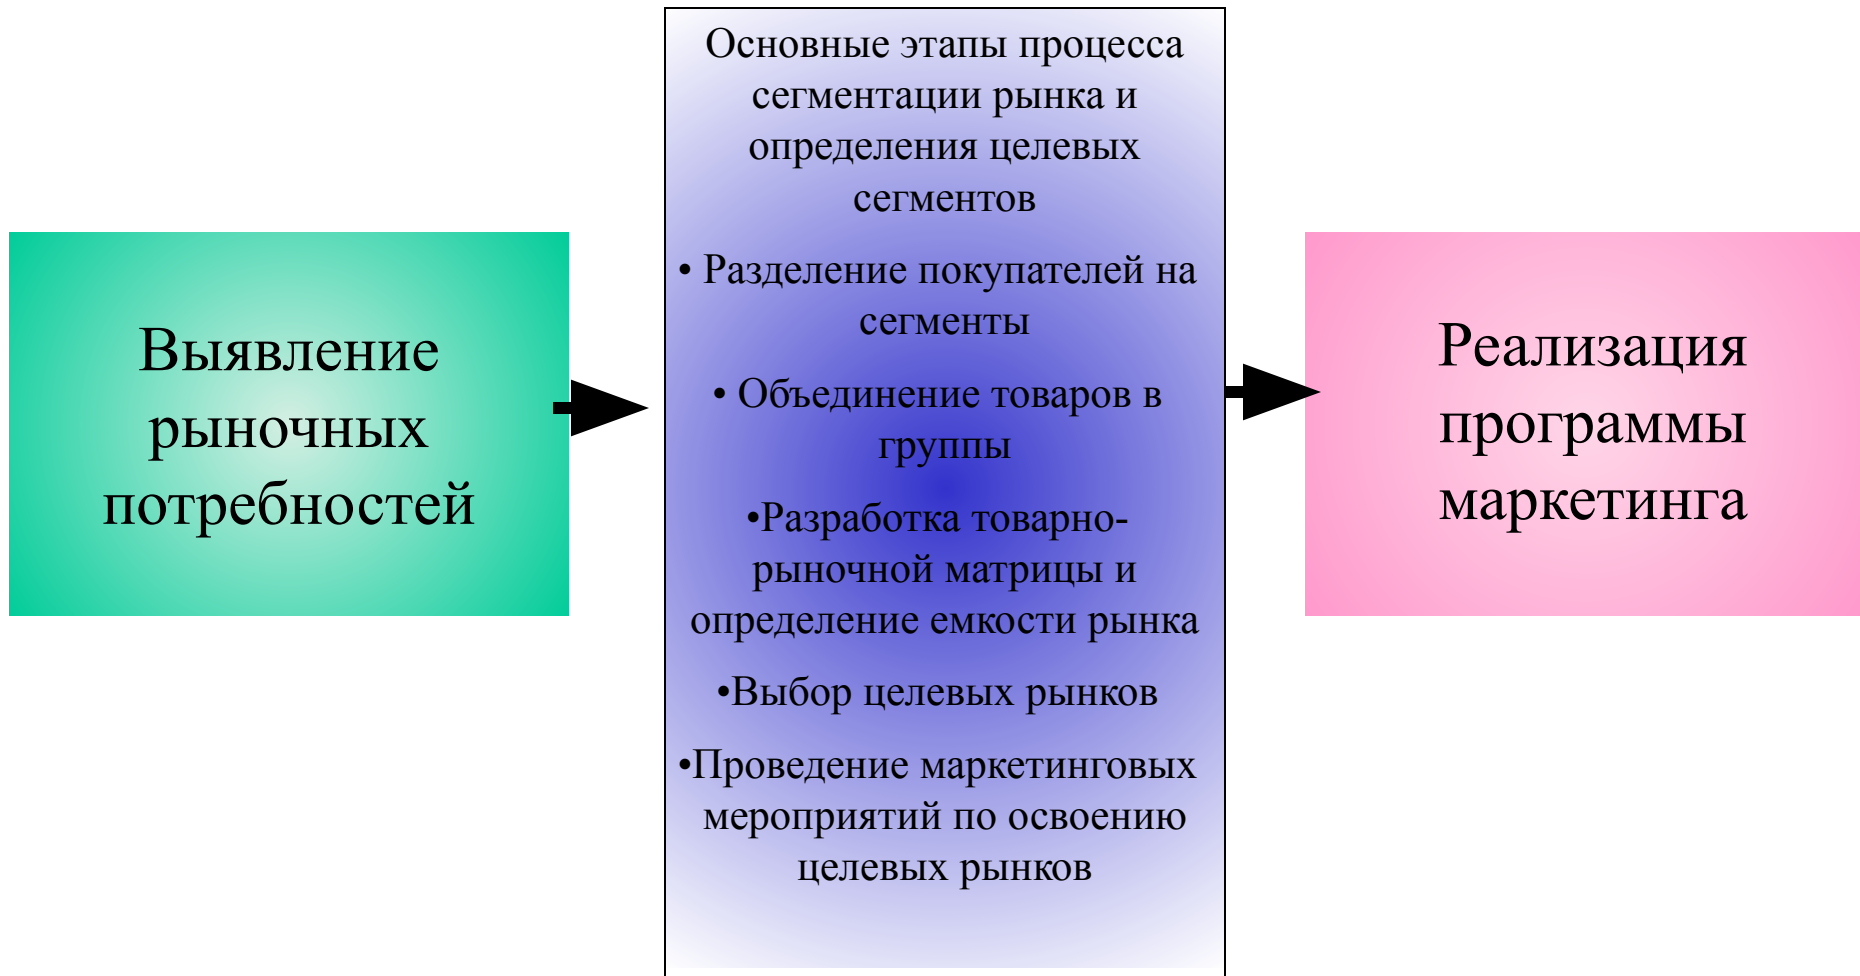 Выявление
рыночных
потребностей
Основные этапы процесса
сегментации рынка и
определения целевых
сегментов
• Разделение покупателей на
сегменты
• Объединение товаров в
группы
•Разработка товарно-
рыночной матрицы и
определение емкости рынка
•Выбор целевых рынков
•Проведение маркетинговых
мероприятий по освоению
целевых рынков
Реализация
программы
маркетинга